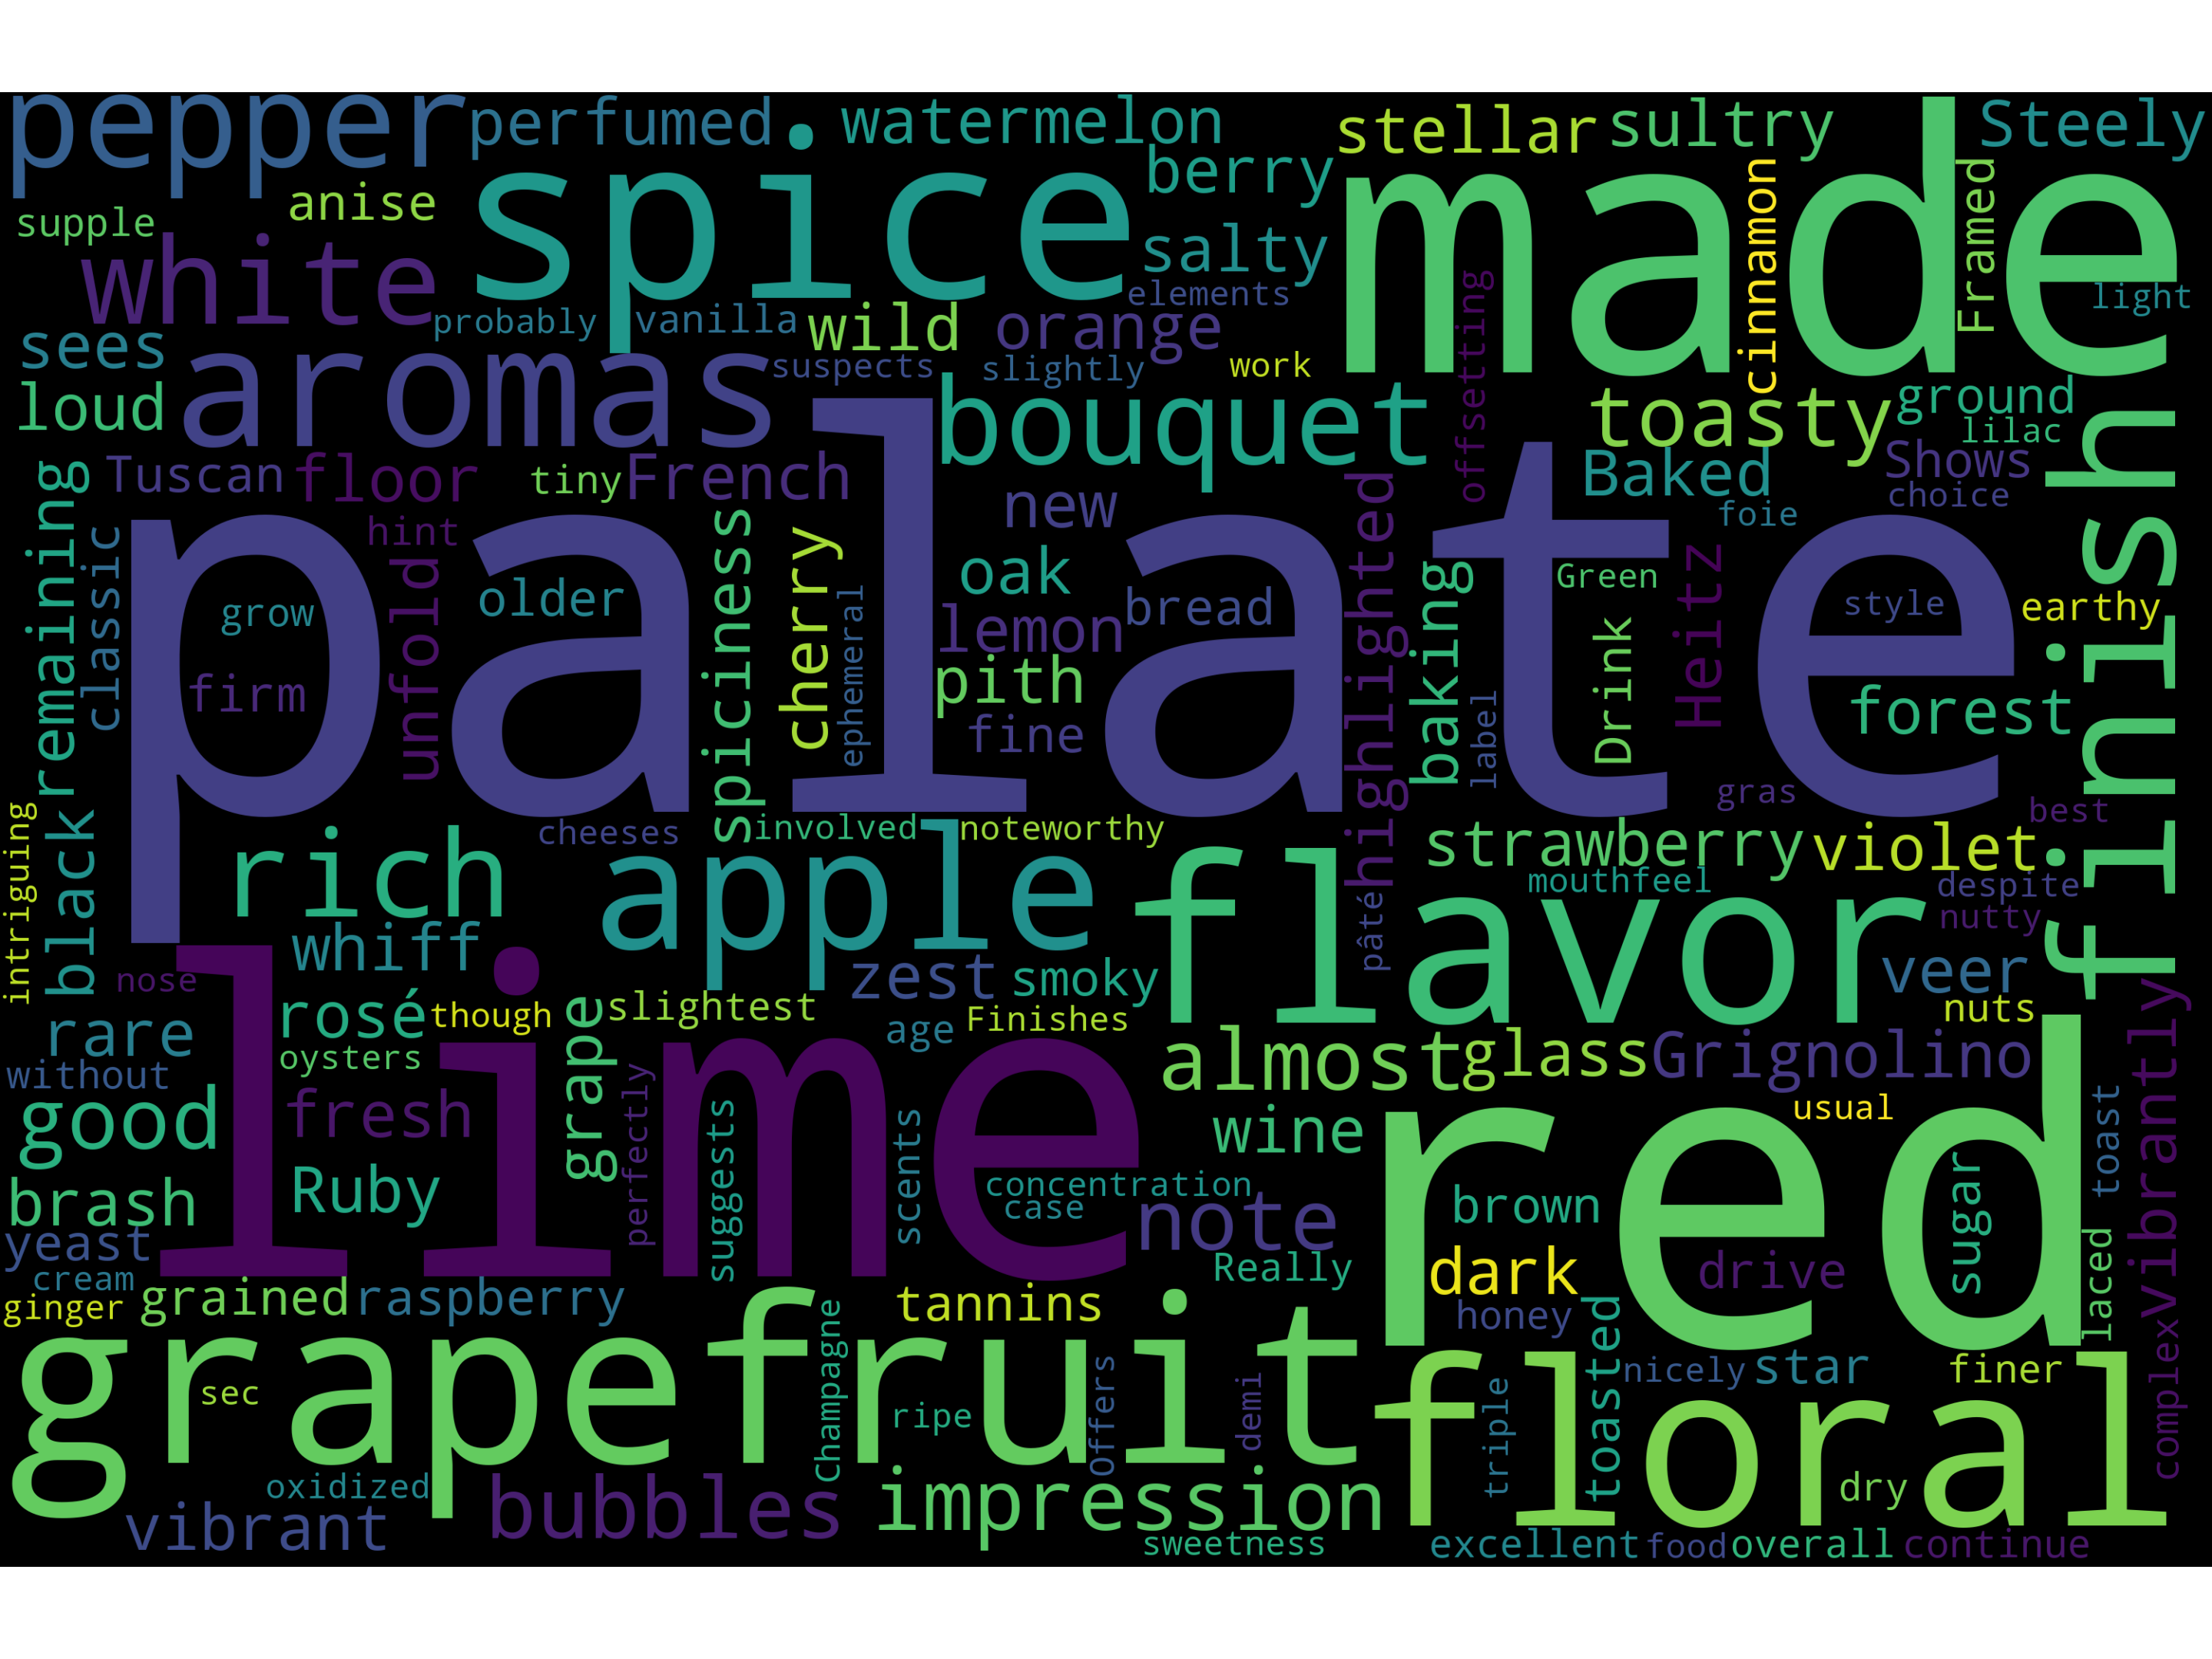 pepper
perfumed
watermelon
stellar
sultry
Steely
spice
made
berry
cinnamon
Framed
anise
supple
white
salty
elements
light
probably
vanilla
wild
orange
offsetting
sees
aromas
suspects
slightly
work
loud
bouquet
toasty
ground
lilac
finish
Tuscan
floor
tiny
French
new
highlighted
Baked
Shows
choice
foie
remaining
classic
hint
palate
unfold
grow
older
spiciness
cherry
ephemeral
oak
bread
lemon
baking
Green
Drink
Heitz
style
earthy
firm
pith
fine
label
forest
gras
best
intriguing
black
rich
cheeses
involved
noteworthy
apple
flavor
strawberry
violet
mouthfeel
despite
nutty
pâté
whiff
nose
zest
smoky
veer
nuts
vibrantly
rosé
though
grape
slightest
age
Finishes
rare
oysters
without
lime
almost
glass
Grignolino
usual
red
good
fresh
perfectly
suggests
scents
wine
toast
brash
Ruby
concentration
case
note
brown
sugar
yeast
cream
ginger
grained
raspberry
tannins
Really
dark
drive
honey
laced
complex
grapefruit
Champagne
sec
ripe
Offers
demi
floral
triple
toasted
nicely
star
finer
dry
oxidized
vibrant
bubbles
impression
sweetness
excellent
food
overall
continue